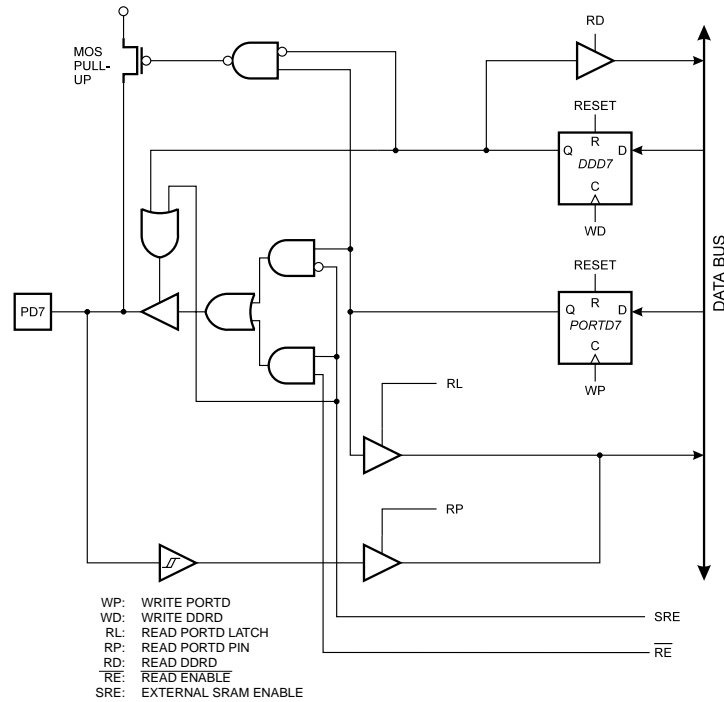 RD
MOS
PULL-
UP
RESET
R
Q
D
DDD7
C
WD
DATA BUS
RESET
R
Q
D
PORTD7
C
WP
PD7
RL
RP
SRE
RE
WP: WRITE PORTD
WD: WRITE DDRD
RL: READ PORTD LATCH
RP: READ PORTD PIN
RD: READ DDRD
RE: READ ENABLE
SRE: EXTERNAL SRAM ENABLE